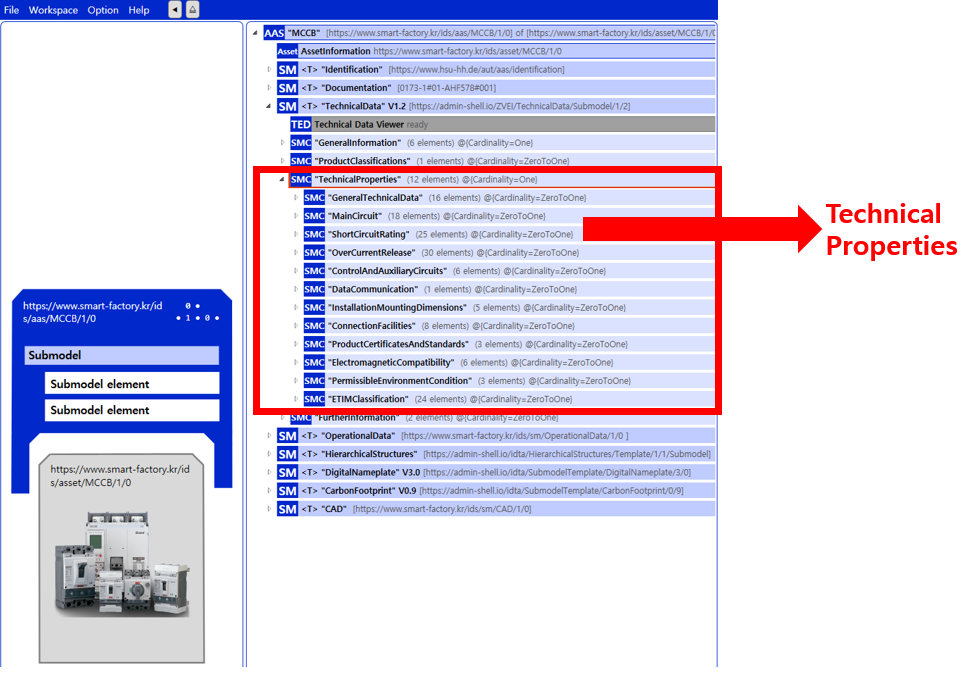 File Workspace Option Help
AAS "MCCB" [https://www.smart-factory.kr/ids/aas/MCCB/1/0] of [https://www.smart-factory.kr/ids/asset/MCCB/1/0
Asset AssetInformation https://www.smart-factory.kr/ids/asset/MCCB/1/0
SM <T> "Identification" [https://www.hsu-hh.de/aut/aas/identification]
SM <T> "Documentation" [0173-1#01-AHF578#001]
SM <T> "TechnicalData" V1.2 [https://admin-shell.io/ZVEI/TechnicalData/Submodel/1/2]
TED Technical Data Viewer ready
SMC "GeneralInformation" (6 elements) @{Cardinality=One}
SMC "ProductClassifications" (1 elements) @{Cardinality=ZeroToOne}
SMC "TechnicalProperties" (12 elements) @{Cardinality=One}
SMC "GeneralTechnicalData" (16 elements) @{Cardinality=ZeroToOne}
SMC "MainCircuit" (18 elements) @{Cardinality=ZeroToOne}
SMC "ShortCircuitRating" (25 elements) @{Cardinality=ZeroToOne}
SMC "OverCurrentRelease" (30 elements) @{Cardinality=ZeroToOne}
SMC "ControlAndAuxiliaryCircuits" (6 elements) @{Cardinality=ZeroToOne}
SMC "DataCommunication" (1 elements) @{Cardinality=ZeroToOne}
SMC "InstallationMountingDimensions" (5 elements) @{Cardinality=ZeroToOne}
SMC "ConnectionFacilities" (8 elements) @{Cardinality=ZeroToOne}
SMC "ProductCertificatesAndStandards" (3 elements) @{Cardinality=ZeroToOne}
SMC "ElectromagneticCompatibility" (6 elements) @{Cardinality=ZeroToOne}
SMC "PermissibleEnvironmentCondition" (3 elements) @{Cardinality=ZeroToOne}
SMC "ETIMClassification" (24 elements) @{Cardinality=ZeroToOne}
SMC "FurtherInformation" (2 elements) @{Cardinality=ZeroToOne}
SM <T> "OperationalData" [https://www.smart-factory.kr/ids/sm/OperationalData/1/0 ]
SM <T> "HierarchicalStructures" [https://admin-shell.io/idta/HierarchicalStructures/Template/1/1/Submodel]
SM <T> "DigitalNameplate" V3.0 [https://admin-shell.io/idta/SubmodelTemplate/DigitalNameplate/3/0]
SM <T> "CarbonFootprint" V0.9 [https://admin-shell.io/idta/SubmodelTemplate/CarbonFootprint/0/9]
SM <T> "CAD" [https://www.smart-factory.kr/ids/sm/CAD/1/0]
Technical
Properties
https://www.smart-factory.kr/id
s/aas/MCCB/1/0
0 •
• 1 • 0 •
Submodel
Submodel element
Submodel element
https://www.smart-factory.kr/id
s/asset/MCCB/1/0